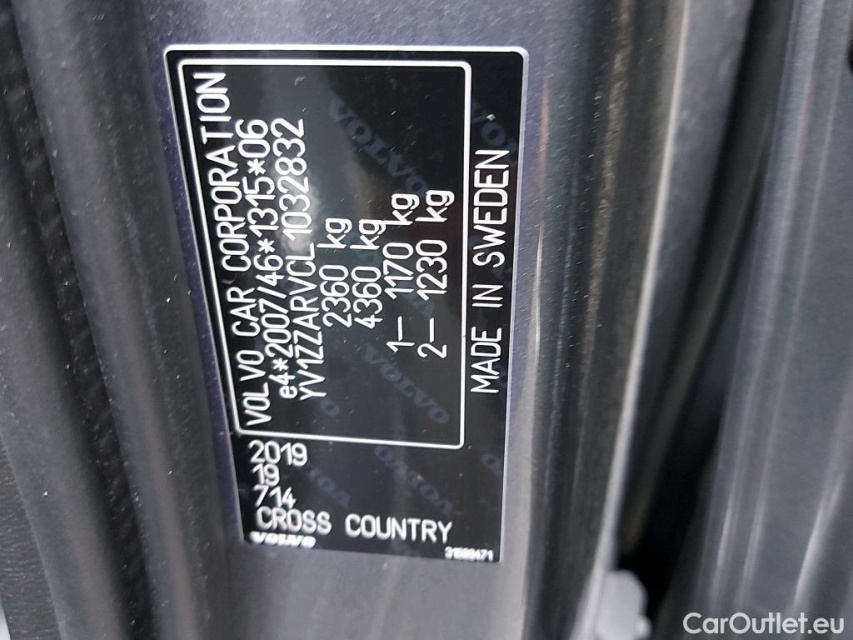 VOLVO CAR CORPORATION
e4*2007/46*1315*06
YV1ZZARVCL1032832
2360 kg
4360 kg
1— 1170 kg
2— 1230 kg
MADE IN SWEDEN
2019
19
714
CROSS COUNTRY
VOLVO
CarOutlet.eu